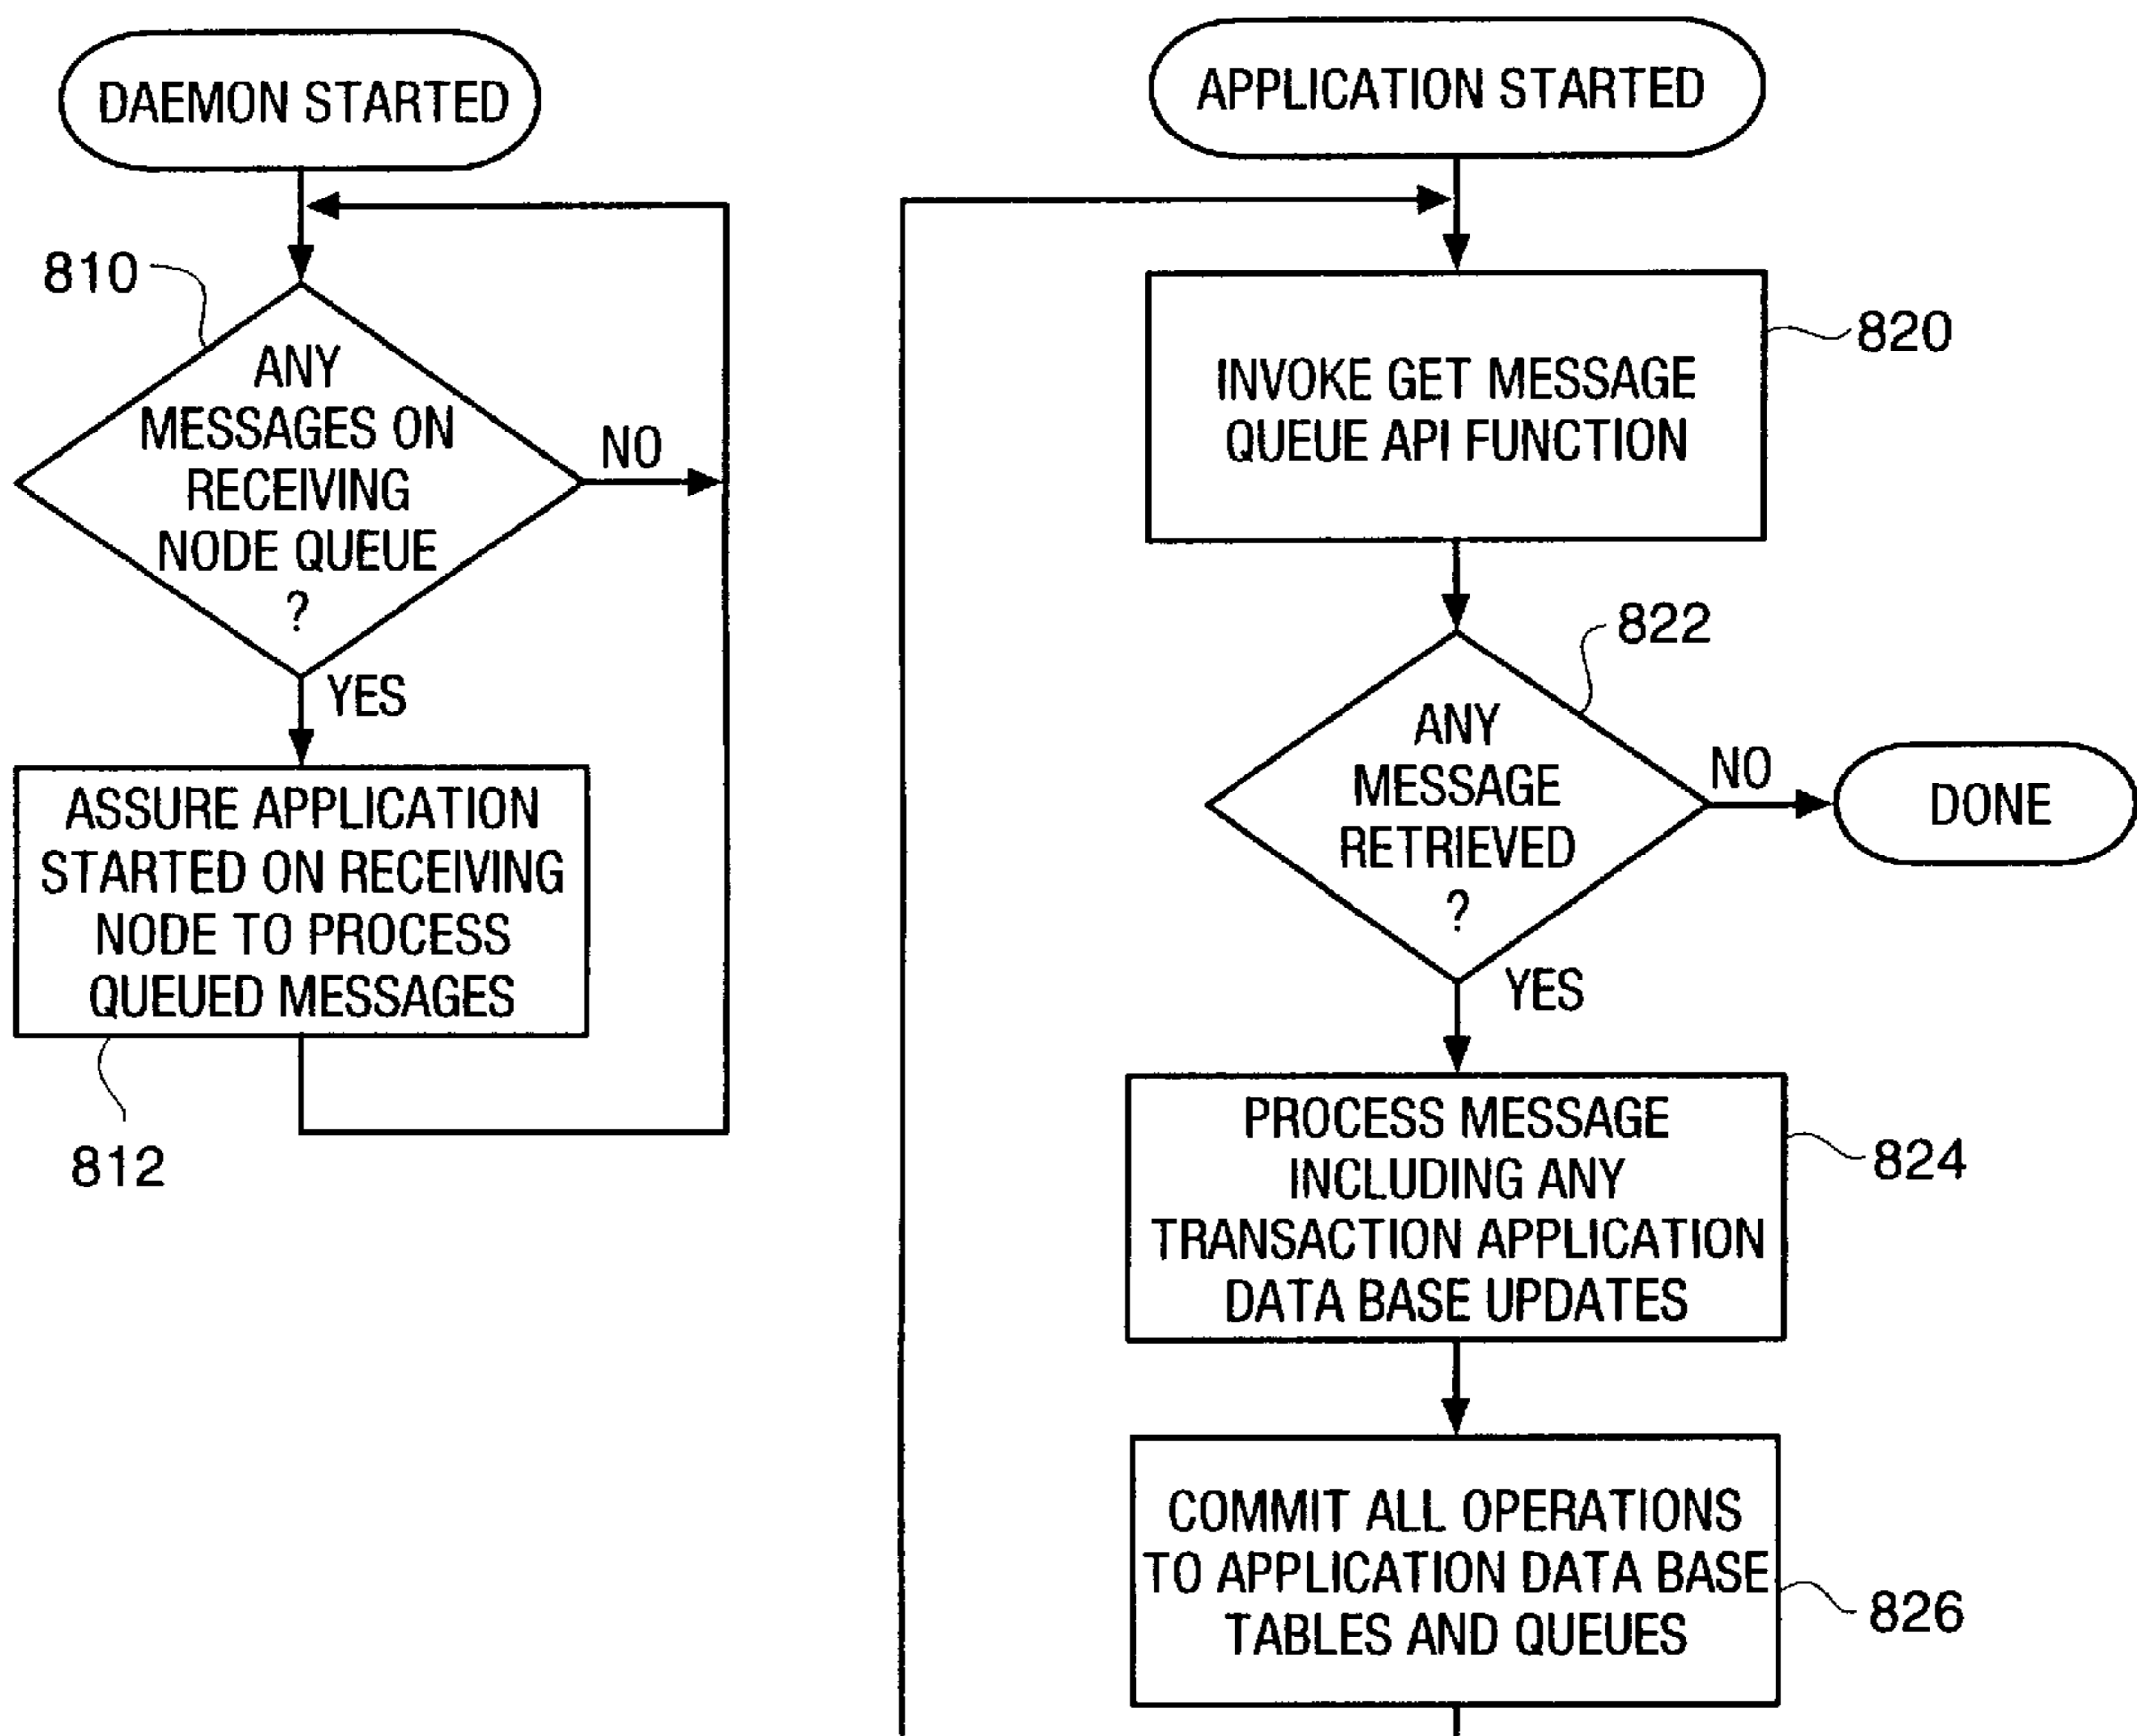 DAEMON STARTED
810
ANY
MESSAGES ON
RECEIVING
NODE QUEUE
?
NO
YES
ASSURE APPLICATION
STARTED ON RECEIVING
NODE TO PROCESS
QUEUED MESSAGES
812
APPLICATION STARTED
INVOKE GET MESSAGE
QUEUE API FUNCTION
820
822
ANY
MESSAGE
RETRIEVED
?
NO
DONE
YES
PROCESS MESSAGE
INCLUDING ANY
TRANSACTION APPLICATION
DATA BASE UPDATES
824
COMMIT ALL OPERATIONS
TO APPLICATION DATA BASE
TABLES AND QUEUES
826